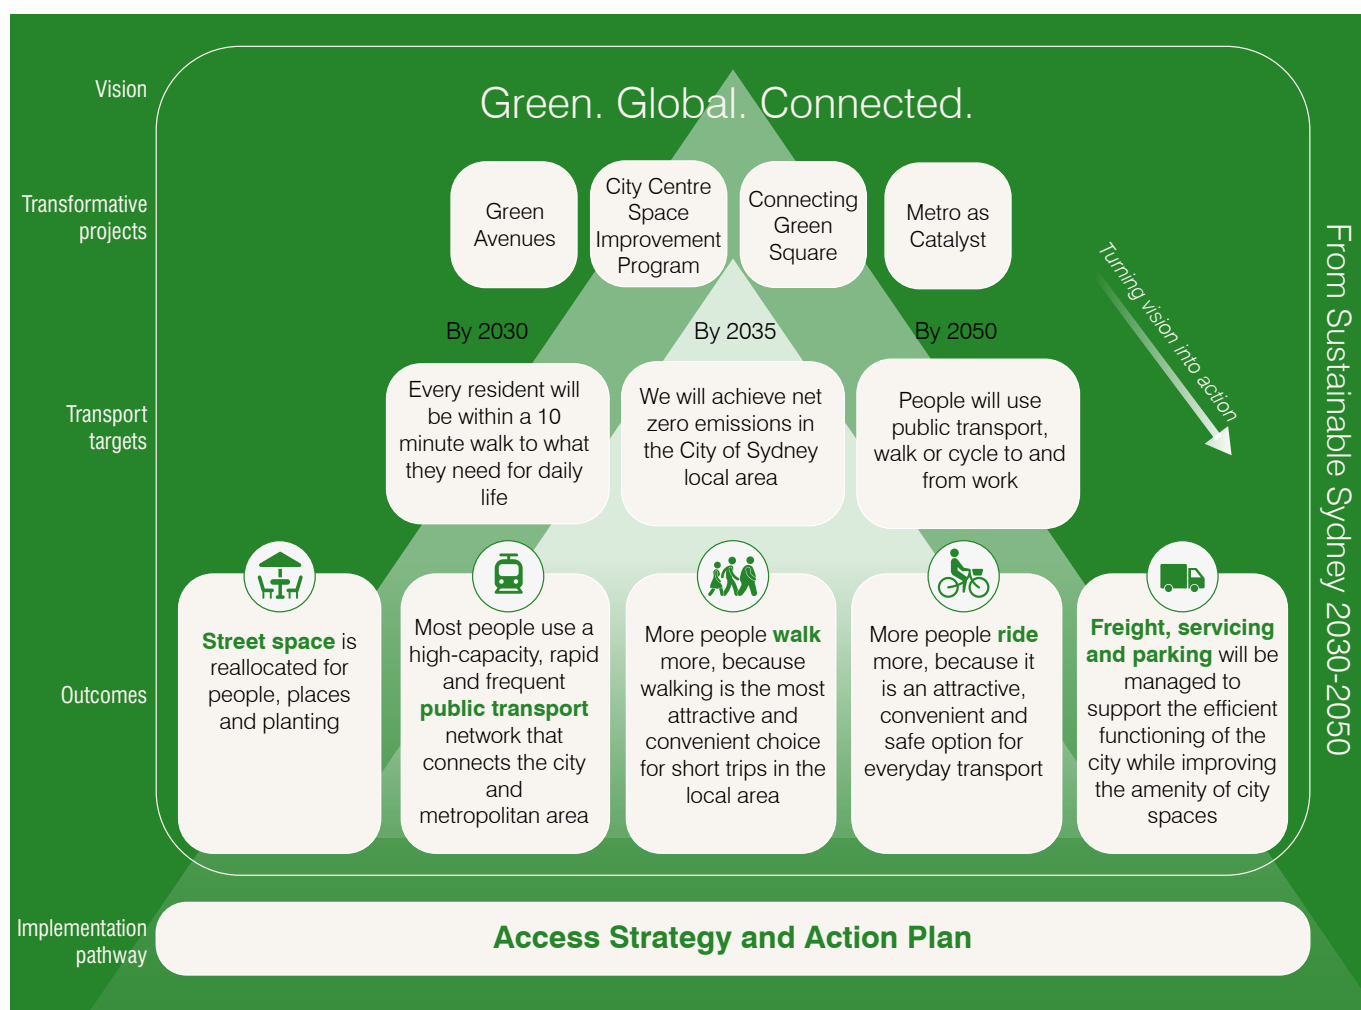 Vision
Green. Global. Connected.
Transformative
projects
Green
Avenues
City Centre
Space
Improvement
Program
Connecting
Green
Square
Metro as
Catalyst
Turning vision into action
From Sustainable Sydney 2030-2050
Transport
targets
By 2030
Every resident will
be within a 10
minute walk to what
they need for daily
life
By 2035
We will achieve net
zero emissions in
the City of Sydney
local area
By 2050
People will use
public transport,
walk or cycle to and
from work
Outcomes
Street space is
reallocated for
people, places
and planting
Most people use a
high-capacity, rapid
and frequent
public transport
network that
connects the city
and
metropolitan area
More people walk
more, because
walking is the most
attractive and
convenient choice
for short trips in the
local area
More people ride
more, because it
is an attractive,
convenient and
safe option for
everyday transport
Freight, servicing
and parking will be
managed to
support the efficient
functioning of the
city while improving
the amenity of city
spaces
Implementation
pathway
Access Strategy and Action Plan